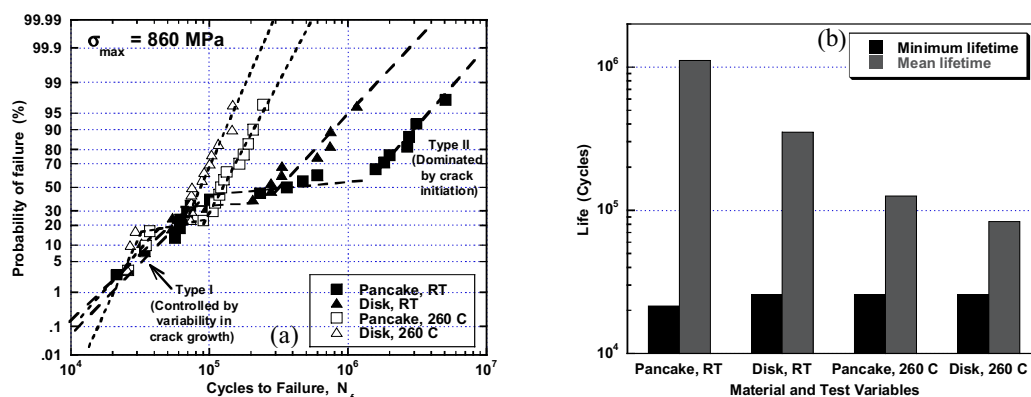 σmax = 860 MPa
99.99
99.9
99
95
90
80
70
50
30
20
10
5
1
.1
.01
Probability of failure (%)
Type II
(Dominated
by crack
initiation)
Type I
(Controlled by
variability in
crack growth)
(a)
Pancake, RT
Disk, RT
Pancake, 260 C
Disk, 260 C
10^4
10^5
10^6
10^7
Cycles to Failure, N
(b)
Minimum lifetime
Mean lifetime
10^6
10^5
10^4
Life (Cycles)
Pancake, RT
Disk, RT
Pancake, 260 C
Disk, 260 C
Material and Test Variables